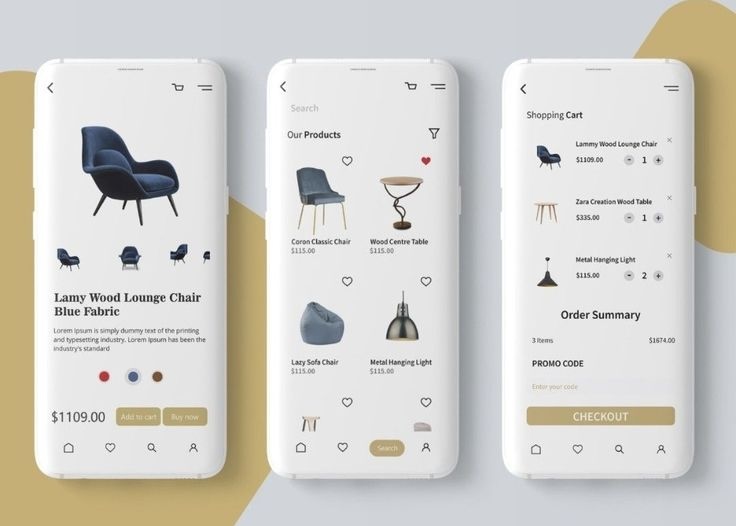 Lamy Wood Lounge Chair
Blue Fabric
Lorem Ipsum is simply dummy text of the printing
and typesetting industry. Lorem Ipsum has been the
industry's standard
$1109.00
Add to cart
Buy now
Search
Our Products
Coron Classic Chair
$115.00
Wood Centre Table
$115.00
Lazy Sofa Chair
$115.00
Metal Hanging Light
$115.00
Search
Shopping Cart
Lammy Wood Lounge Chair
$1109.00
- 1 +
Zara Creation Wood Table
$335.00
- 1 +
Metal Hanging Light
$115.00
- 2 +
Order Summary
3 Items
$1674.00
PROMO CODE
Enter your code
CHECKOUT